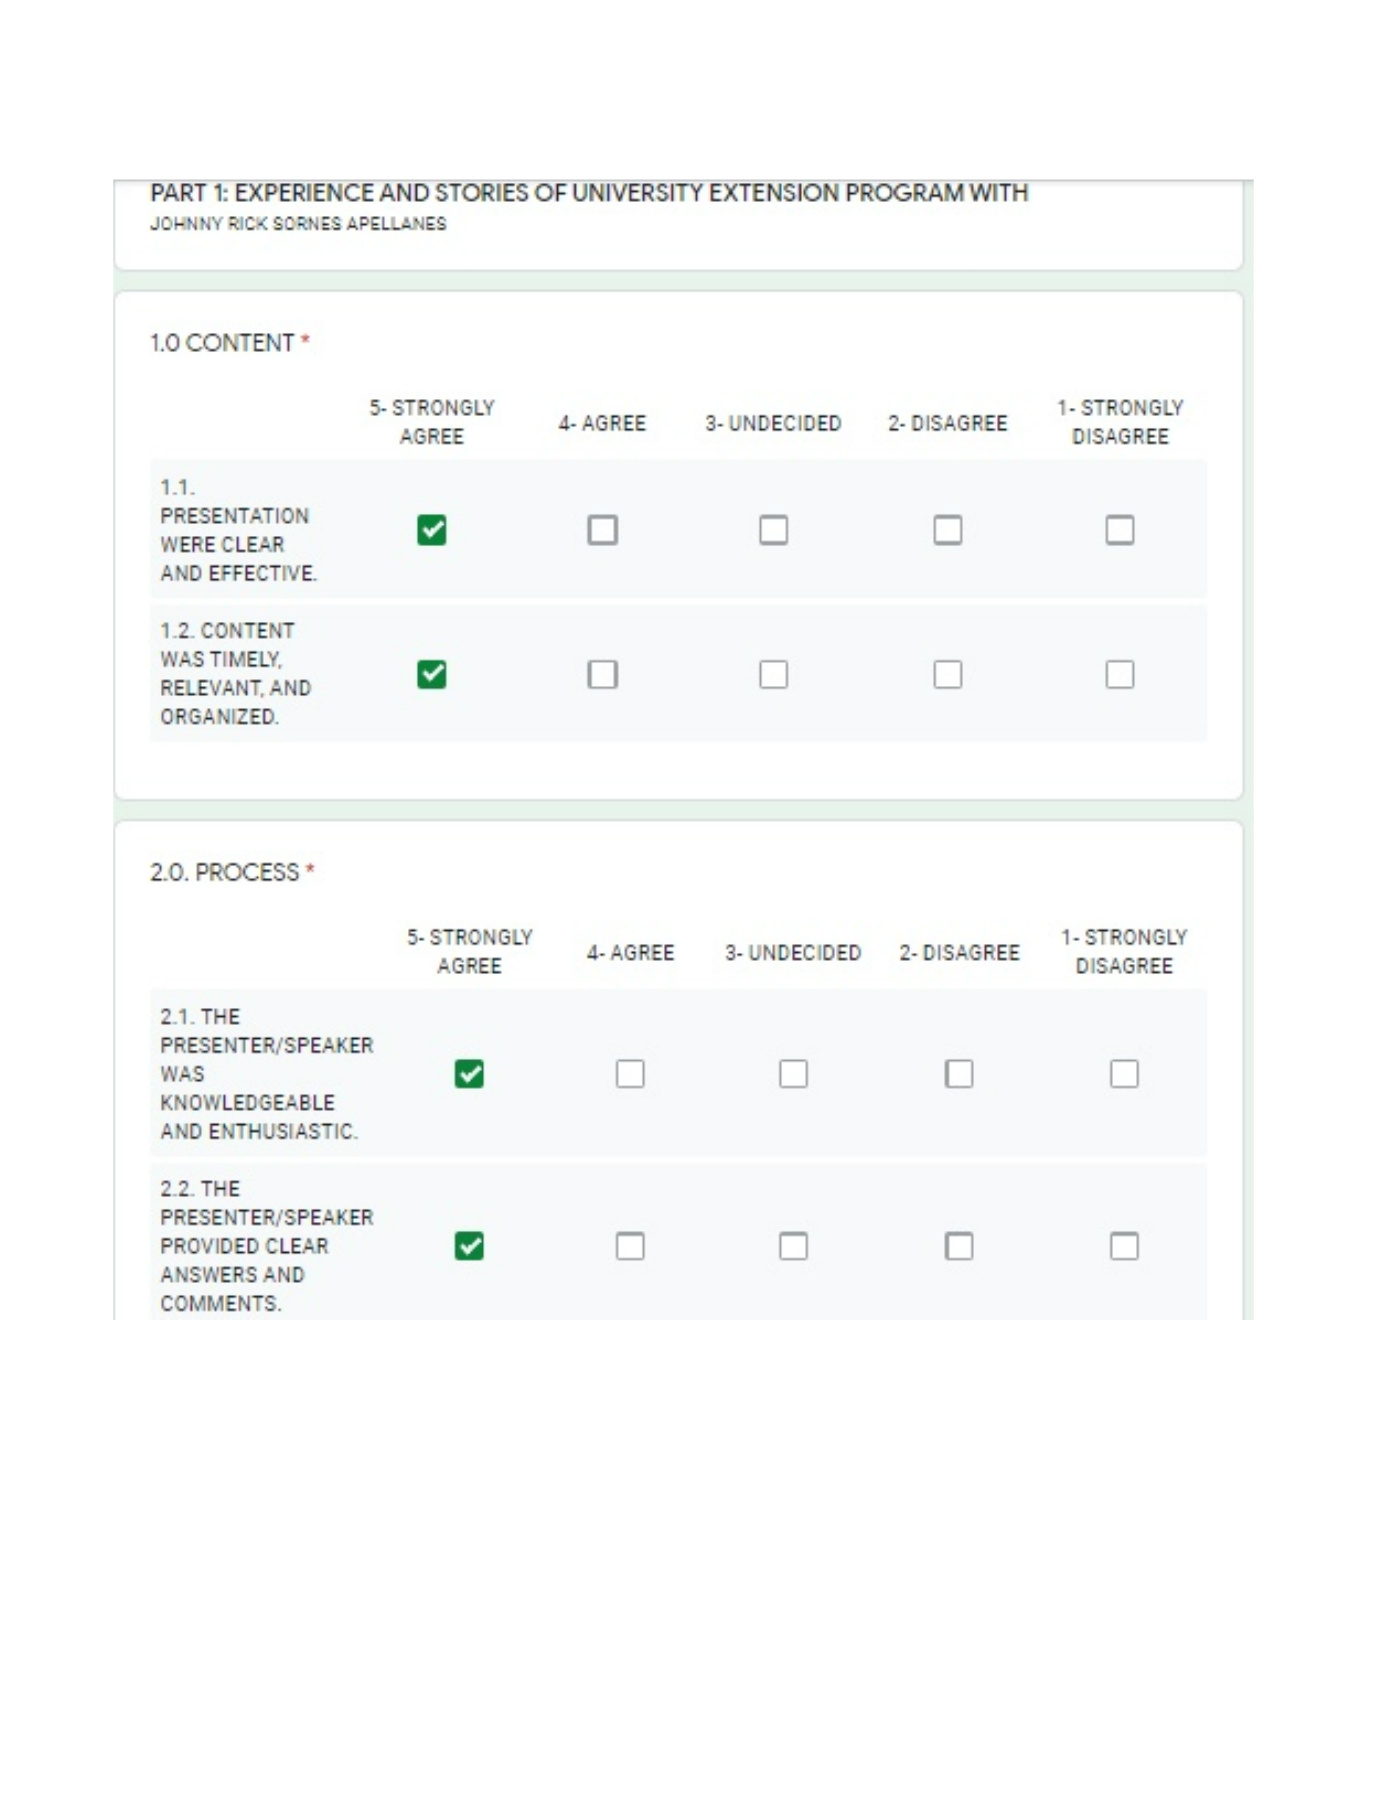 PART 1: EXPERIENCE AND STORIES OF UNIVERSITY EXTENSION PROGRAM WITH
JOHNNY RICK SORNES APELLANES
1.0 CONTENT *
5- STRONGLY AGREE
4- AGREE
3- UNDECIDED
2- DISAGREE
1- STRONGLY DISAGREE
1.1.
PRESENTATION
WERE CLEAR
AND EFFECTIVE.
1.2. CONTENT
WAS TIMELY,
RELEVANT, AND
ORGANIZED.
2.0. PROCESS *
5- STRONGLY AGREE
4- AGREE
3- UNDECIDED
2- DISAGREE
1- STRONGLY DISAGREE
2.1. THE
PRESENTER/SPEAKER
WAS
KNOWLEDGEABLE
AND ENTHUSIASTIC.
2.2. THE
PRESENTER/SPEAKER
PROVIDED CLEAR
ANSWERS AND
COMMENTS.